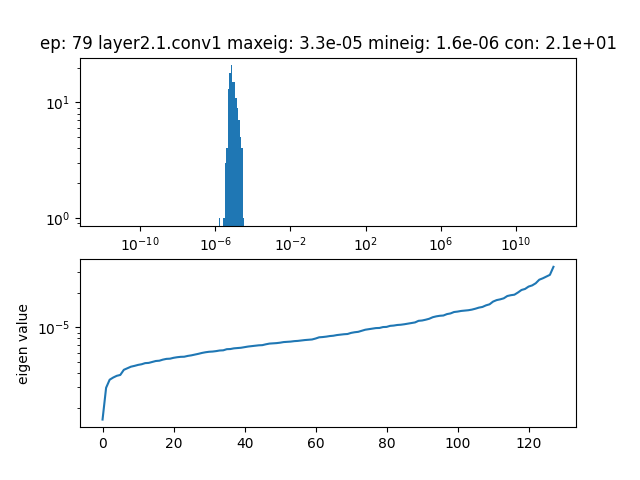 ep: 79 layer2.1.conv1 maxeig: 3.3e-05 mineig: 1.6e-06 con: 2.1e+01
10¹
10⁰
10⁻¹⁰ 10⁻⁶ 10⁻² 10² 10⁶ 10¹⁰
10⁻⁵
eigen value
0 20 40 60 80 100 120